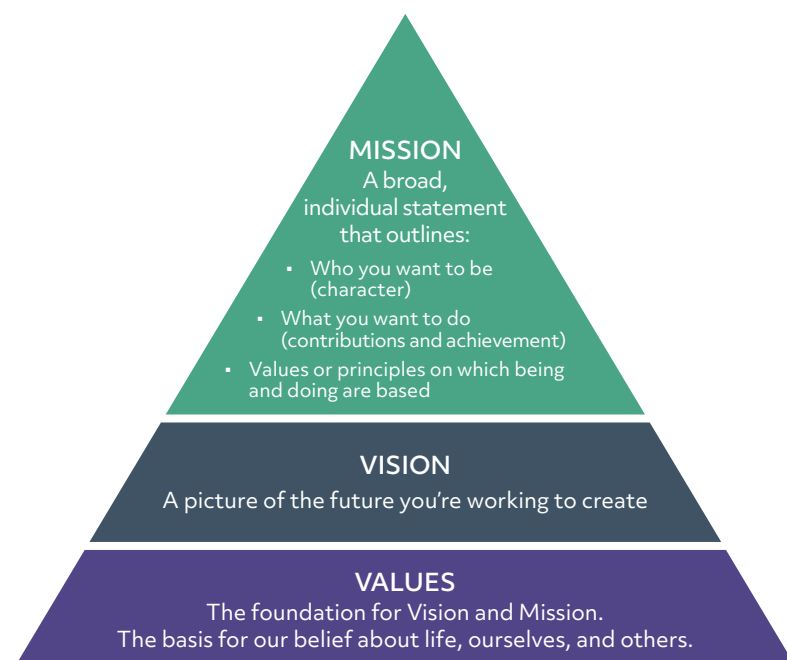 MISSION
A broad,
individual statement
that outlines:
▪ Who you want to be
(character)
▪ What you want to do
(contributions and achievement)
▪ Values or principles on which being
and doing are based
VISION
A picture of the future you’re working to create
VALUES
The foundation for Vision and Mission.
The basis for our belief about life, ourselves, and others.